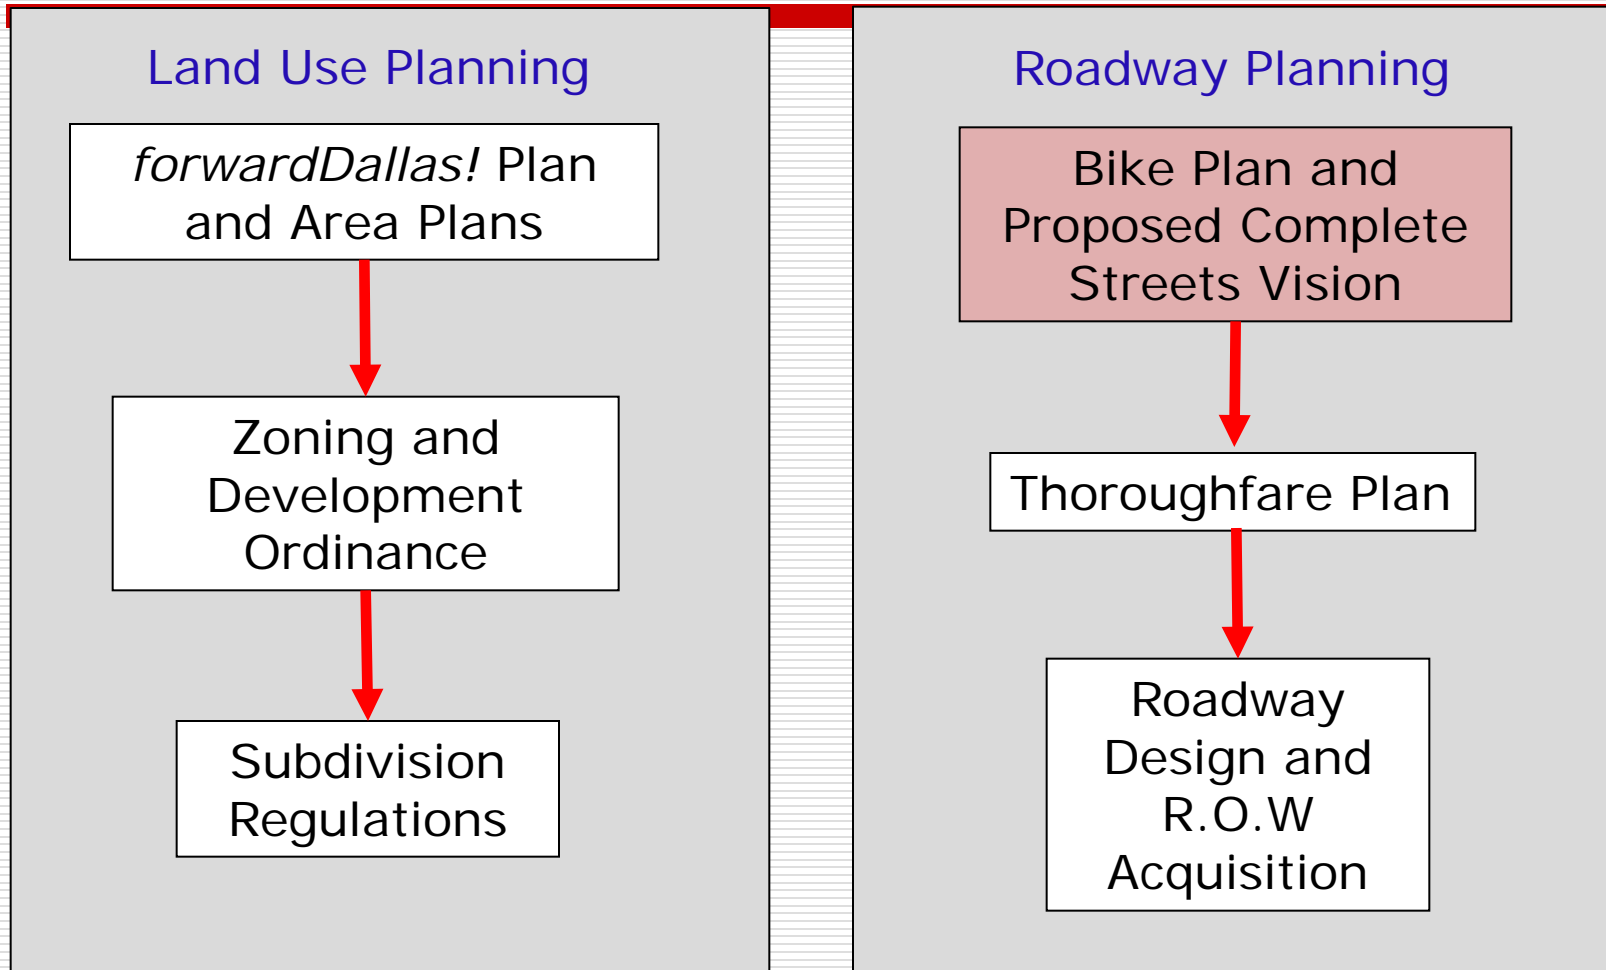 Land Use Planning
forwardDallas! Plan
and Area Plans
Zoning and
Development
Ordinance
Subdivision
Regulations
Roadway Planning
Bike Plan and
Proposed Complete
Streets Vision
Thoroughfare Plan
Roadway
Design and
R.O.W
Acquisition